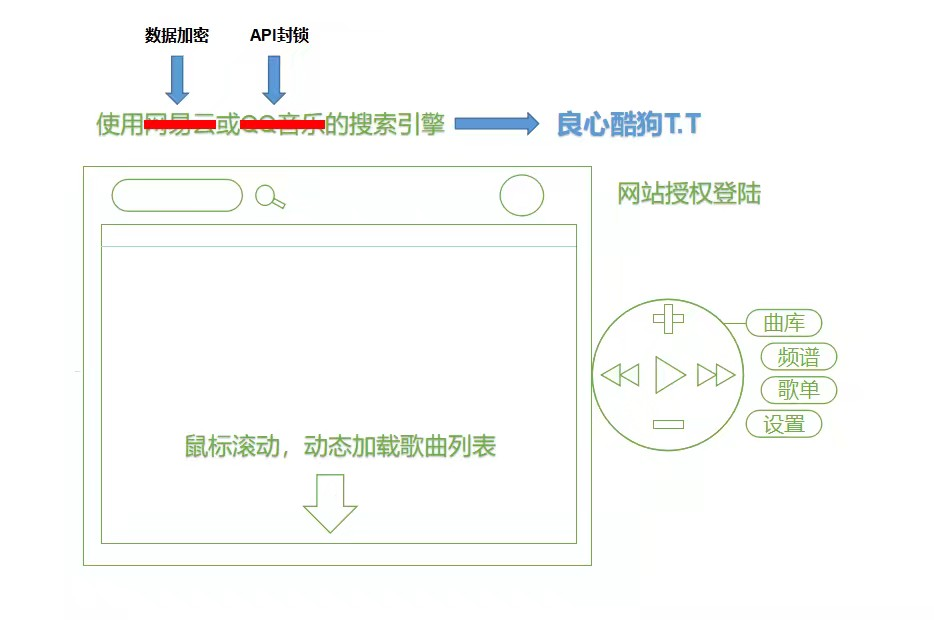 数据加密 API封锁
使用网易云或QQ音乐的搜索引擎 良心酷狗T.T
网站授权登陆
曲库
频谱
歌单
设置
鼠标滚动，动态加载歌曲列表